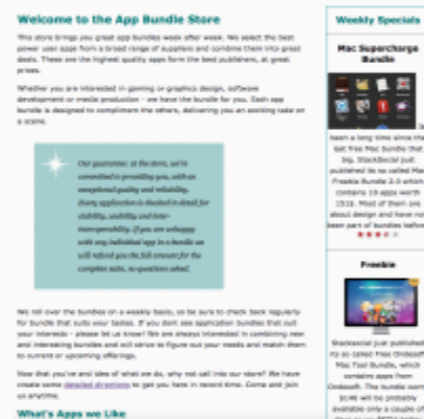 Welcome to the App Bundle Store
This store brings you great app bundles week after week. We select the best
power user apps from a broad range of suppliers and combine them into great
deals. These are the highest quality apps form the best publishers, at great
prices.
Whether you are interested in gaming or graphics design, software
development or media production - we have the bundle for you. Each app
bundle is designed to compliment the others, delivering you an exciting take on
a scene.
Our guarantee: at the store, we're
committed to providing you, with an
exceptional quality and reliability.
Every application is checked in detail for
stability, usability and inter-
interoperability. If you are unhappy
with any individual app in a bundle we
will refund you the full amount for the
complete suite, no questions asked.
We roll over the bundles on a weekly basis, so be sure to check back regularly
for bundle that suits your tastes. If you dont see application bundles that suit
your interests - please let us know! We are always interested in combining new
and interesting bundles and will strive to figure out your needs and match them
to current or upcoming offerings.
Now that you're and idea of what we do, why not call into our store? We have
create some detailed directions to get you here in record time. Come and join
us anytime.
What's Apps we Like
Weekly Specials
Mac Supercharge
Bundle
been a long time since the
last free Mac bundle that
big, StackSocial just
published its so called Mac
Freebie Bundle 2.0 which
contains 10 apps worth
Most of them are
about design and have not
been part of bundles before
Freebie
Stacksocial just published
its so called Free Ondesoft
Mac Tool Bundle, which
contains apps from
Ondesoft. The bundle worth
will be probably
available only a couple of